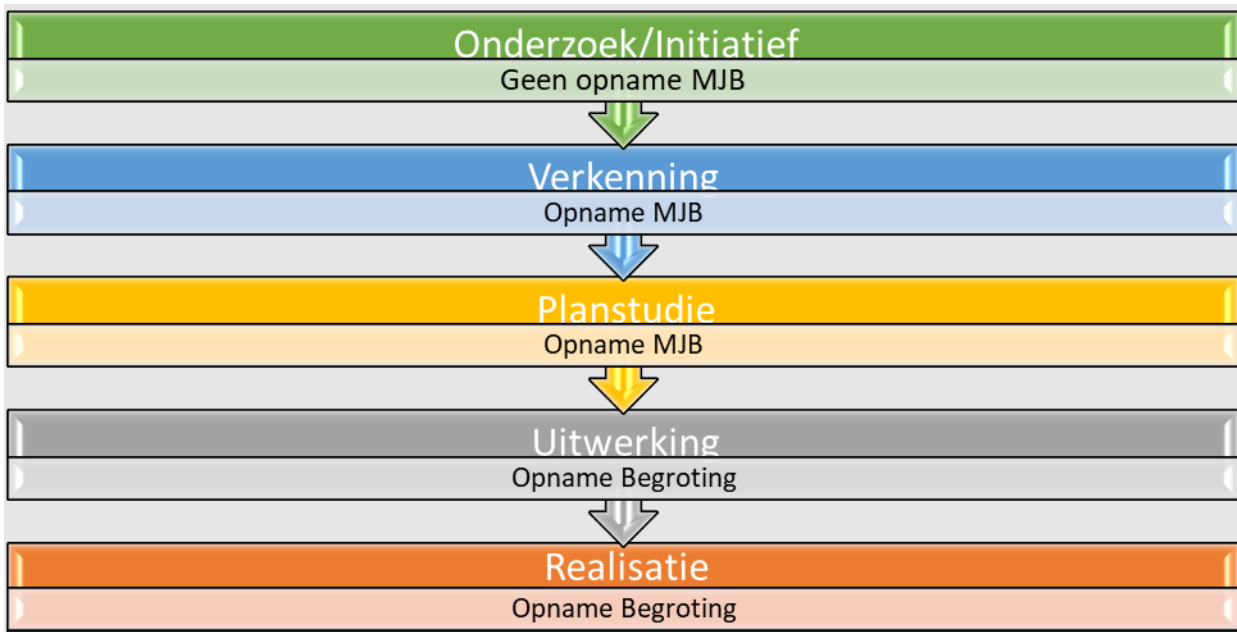 Onderzoek/Initiatief
Geen opname MJB
Verkenning
Opname MJB
Planstudie
Opname MJB
Uitwerking
Opname Begroting
Realisatie
Opname Begroting